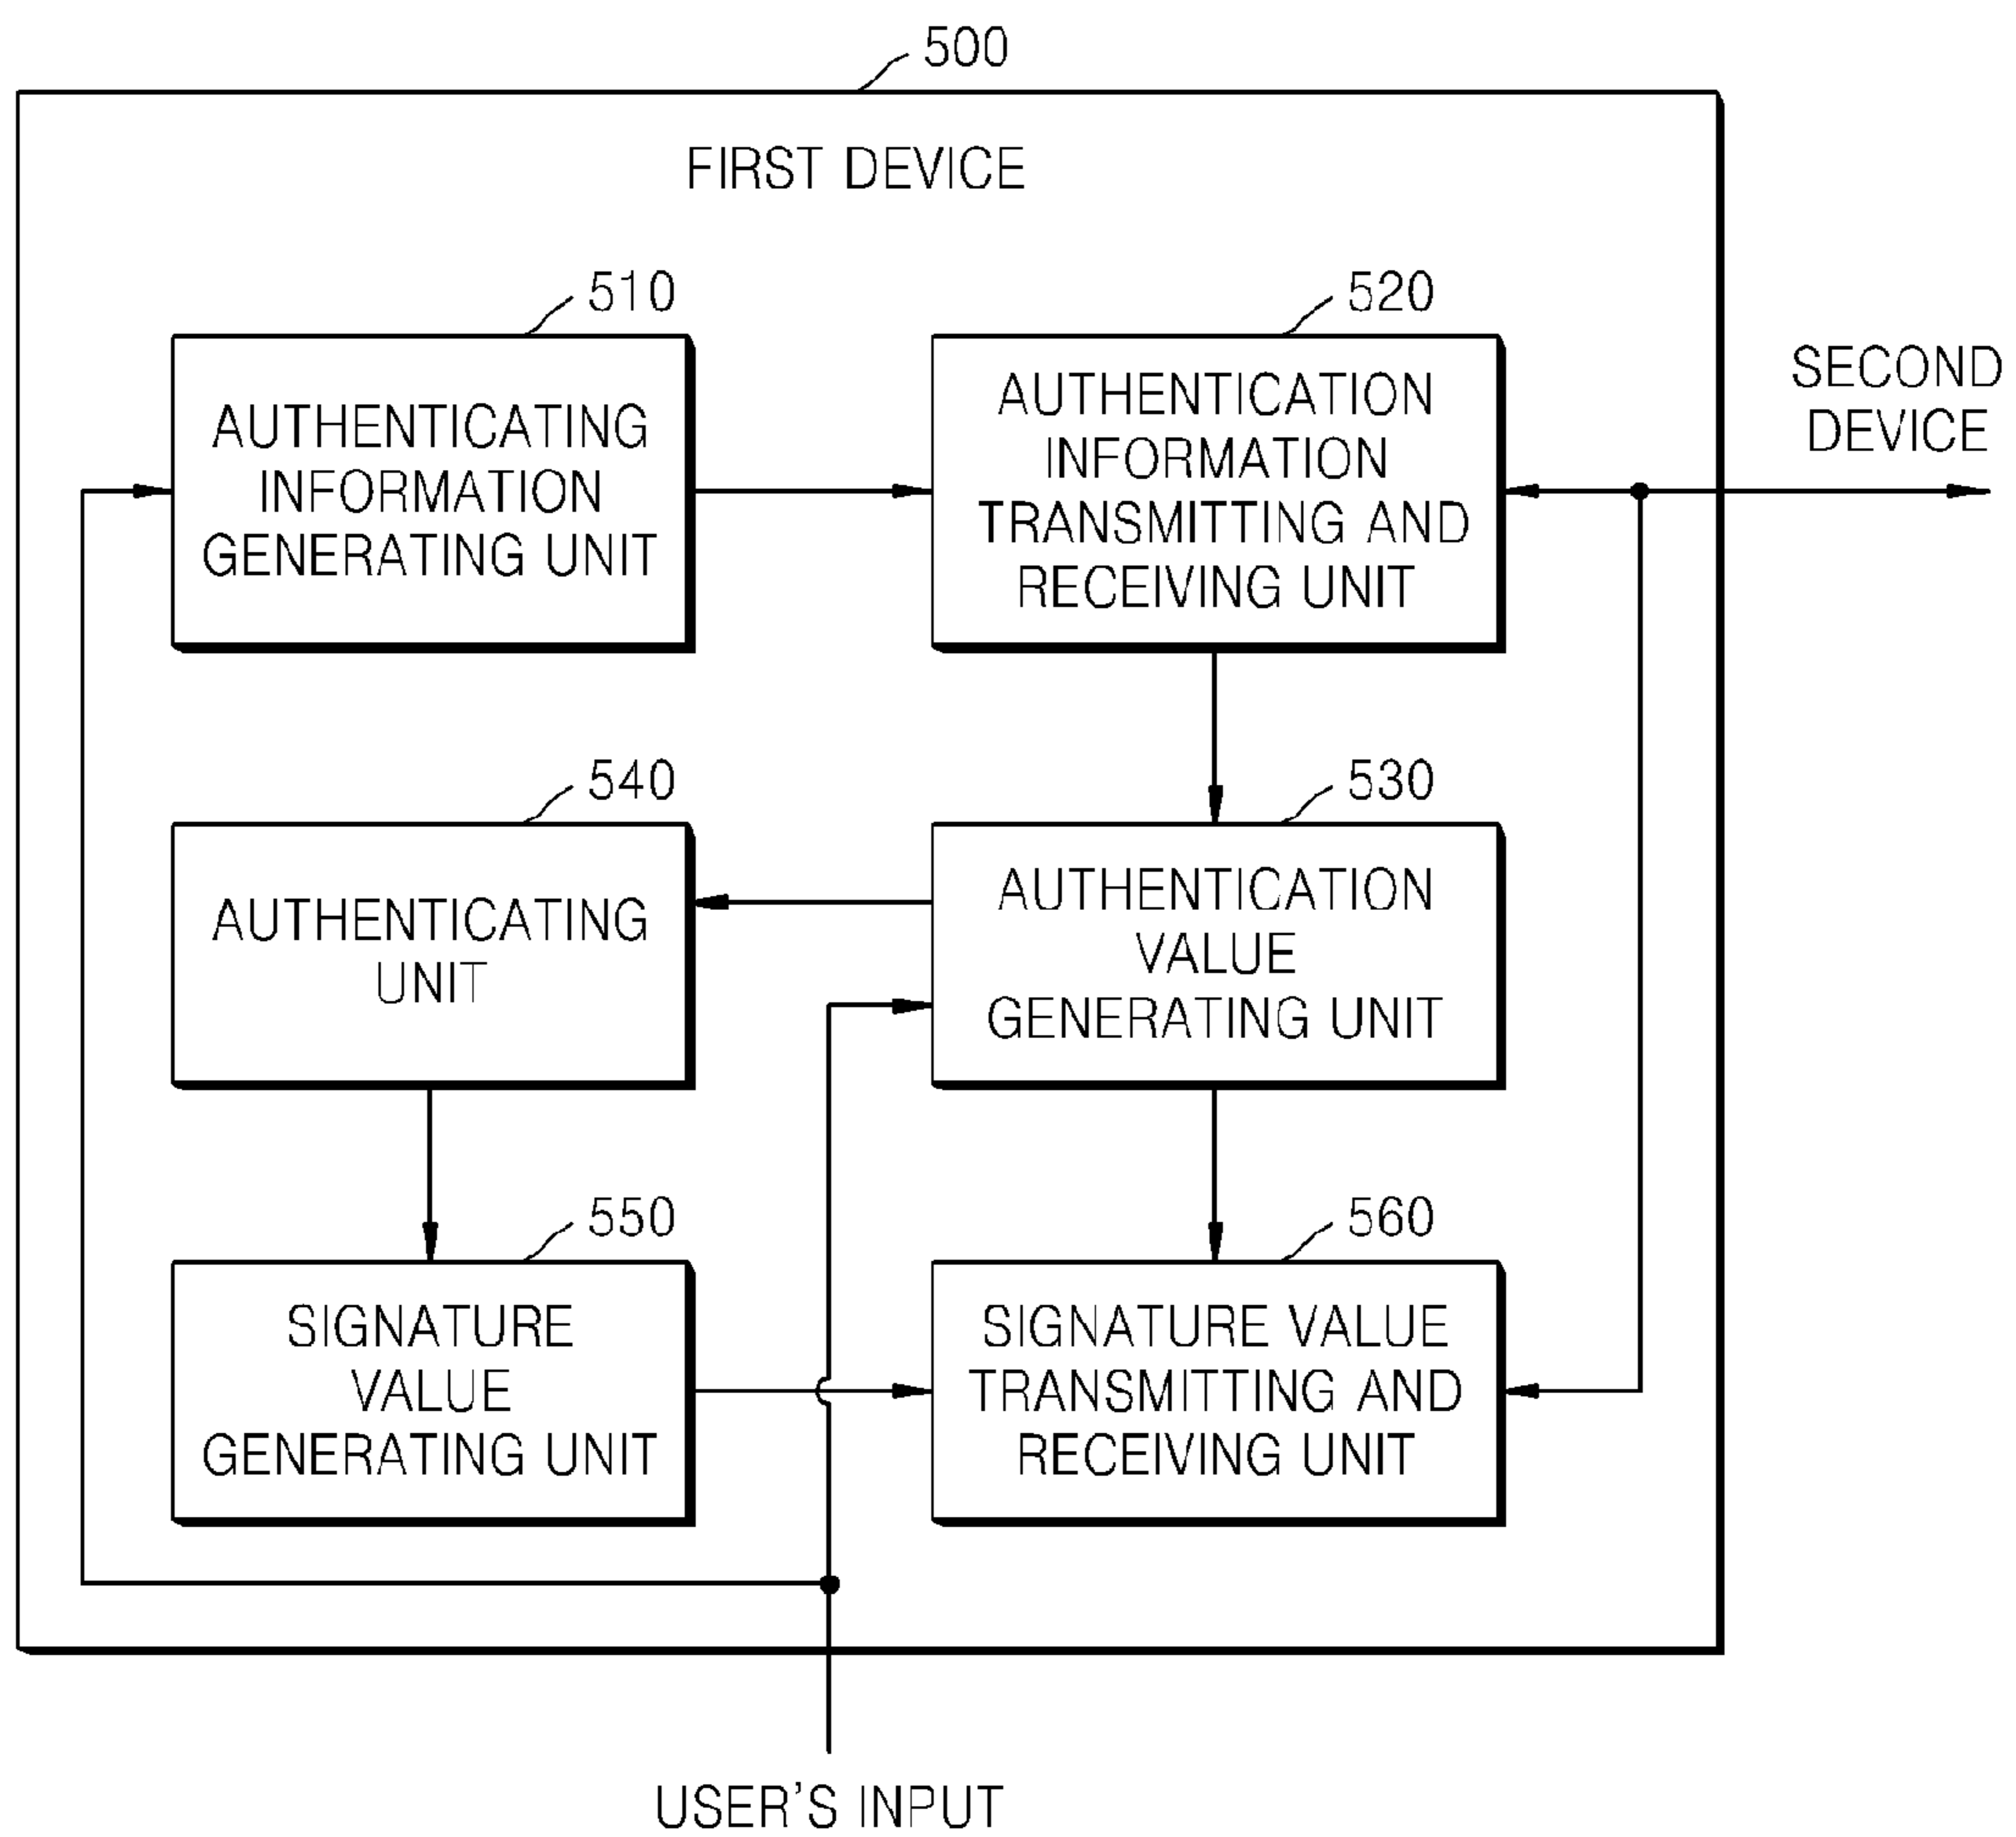 500
FIRST DEVICE
510
AUTHENTICATING
INFORMATION
GENERATING UNIT
520
AUTHENTICATION
INFORMATION
TRANSMITTING AND
RECEIVING UNIT
SECOND
DEVICE
540
AUTHENTICATING
UNIT
530
AUTHENTICATION
VALUE
GENERATING UNIT
550
SIGNATURE
VALUE
GENERATING UNIT
560
SIGNATURE VALUE
TRANSMITTING AND
RECEIVING UNIT
USER'S INPUT